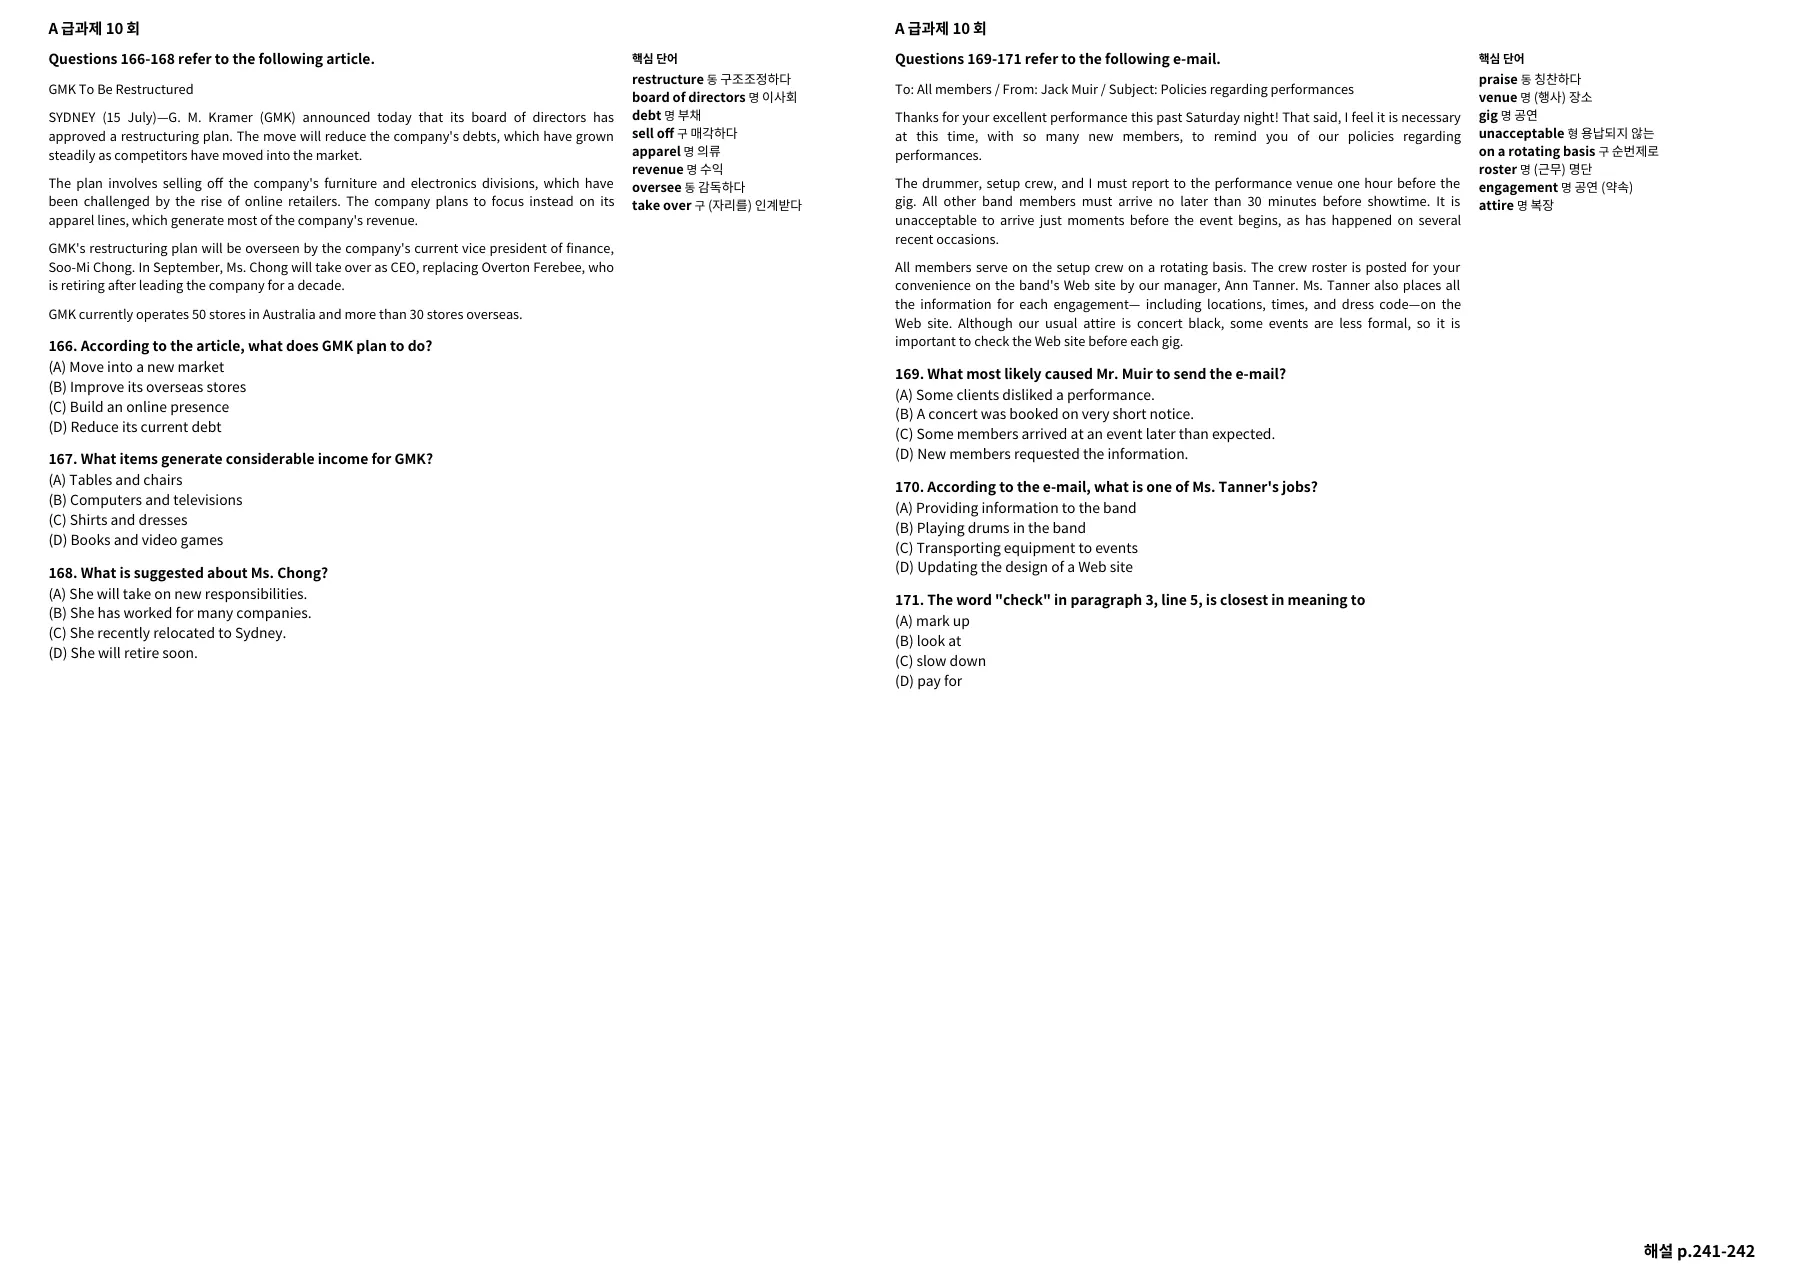 A 급과제 10 회
Questions 166-168 refer to the following article.
GMK To Be Restructured
SYDNEY (15 July)—G. M. Kramer (GMK) announced today that its board of directors has
approved a restructuring plan. The move will reduce the company's debts, which have grown
steadily as competitors have moved into the market.
The plan involves selling off the company's furniture and electronics divisions, which have
been challenged by the rise of online retailers. The company plans to focus instead on its
apparel lines, which generate most of the company's revenue.
GMK's restructuring plan will be overseen by the company's current vice president of finance,
Soo-Mi Chong. In September, Ms. Chong will take over as CEO, replacing Overton Ferebee, who
is retiring after leading the company for a decade.
GMK currently operates 50 stores in Australia and more than 30 stores overseas.
166. According to the article, what does GMK plan to do?
(A) Move into a new market
(B) Improve its overseas stores
(C) Build an online presence
(D) Reduce its current debt
167. What items generate considerable income for GMK?
(A) Tables and chairs
(B) Computers and televisions
(C) Shirts and dresses
(D) Books and video games
168. What is suggested about Ms. Chong?
(A) She will take on new responsibilities.
(B) She has worked for many companies.
(C) She recently relocated to Sydney.
(D) She will retire soon.
핵심 단어
restructure 동 구조조정하다
board of directors 명 이사회
debt 명 부채
sell off 구 매각하다
apparel 명 의류
revenue 명 수익
oversee 동 감독하다
take over 구 (자리를) 인계받다
A 급과제 10 회
Questions 169-171 refer to the following e-mail.
To: All members / From: Jack Muir / Subject: Policies regarding performances
Thanks for your excellent performance this past Saturday night! That said, I feel it is necessary
at this time, with so many new members, to remind you of our policies regarding
performances.
The drummer, setup crew, and I must report to the performance venue one hour before the
gig. All other band members must arrive no later than 30 minutes before showtime. It is
unacceptable to arrive just moments before the event begins, as has happened on several
recent occasions.
All members serve on the setup crew on a rotating basis. The crew roster is posted for your
convenience on the band's Web site by our manager, Ann Tanner. Ms. Tanner also places all
the information for each engagement— including locations, times, and dress code—on the
Web site. Although our usual attire is concert black, some events are less formal, so it is
important to check the Web site before each gig.
169. What most likely caused Mr. Muir to send the e-mail?
(A) Some clients disliked a performance.
(B) A concert was booked on very short notice.
(C) Some members arrived at an event later than expected.
(D) New members requested the information.
170. According to the e-mail, what is one of Ms. Tanner's jobs?
(A) Providing information to the band
(B) Playing drums in the band
(C) Transporting equipment to events
(D) Updating the design of a Web site
171. The word "check" in paragraph 3, line 5, is closest in meaning to
(A) mark up
(B) look at
(C) slow down
(D) pay for
핵심 단어
praise 동 칭찬하다
venue 명 (행사) 장소
gig 명 공연
unacceptable 형 용납되지 않는
on a rotating basis 구 순번제로
roster 명 (근무) 명단
engagement 명 공연 (약속)
attire 명 복장
해설 p.241-242